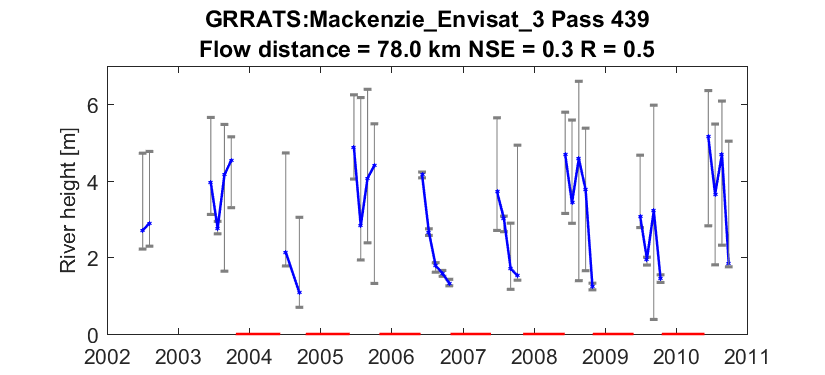 GRRATS:Mackenzie_Envisat_3 Pass 439
Flow distance = 78.0 km NSE = 0.3 R = 0.5
River height [m]
6
4
2
0
2002 2003 2004 2005 2006 2007 2008 2009 2010 2011